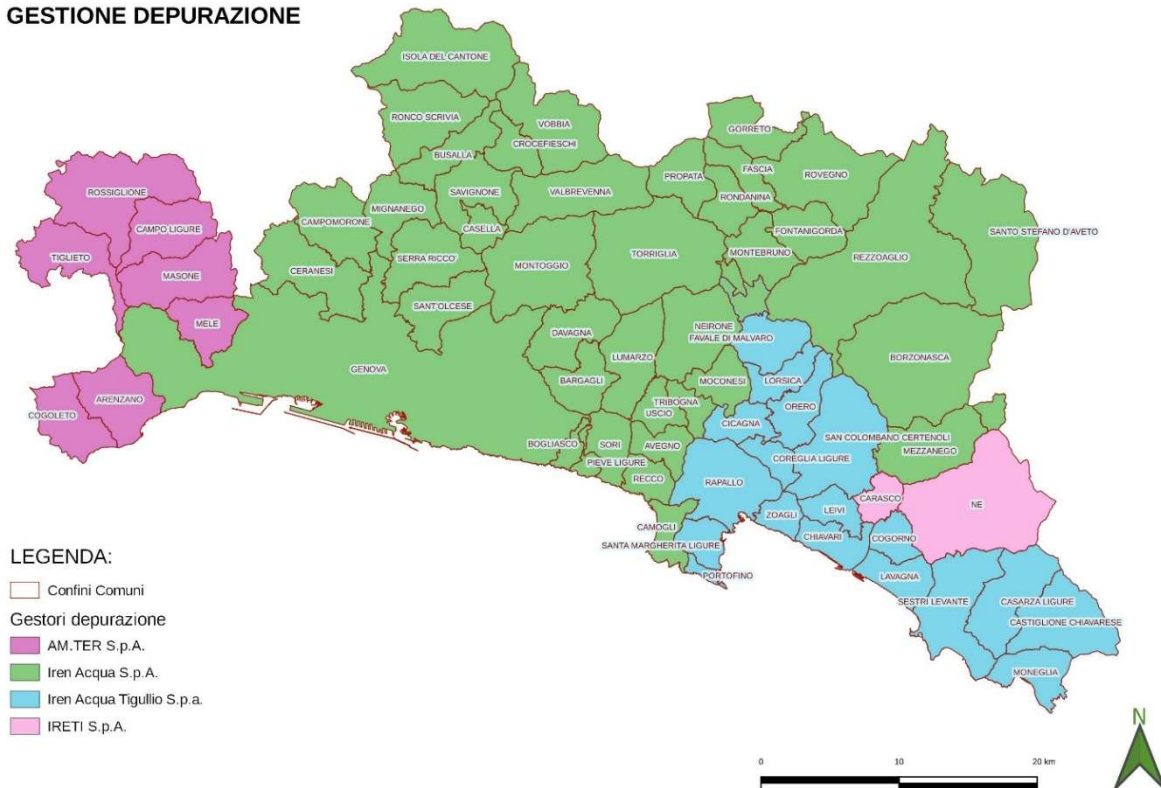 GESTIONE DEPURAZIONE
ISOLA DEL CANTONE
RONCO SCRIVIA
VOBBIA
GORRETO
CROCEFIESCHI
BUSALLA
FASCIA
ROVEGNO
PROPATA
ROSSIGLIONE
SAVIGNONE
VALBREVENNA
RONDANINA
MIGNANEGO
CAMPOMORONE
CAMPO LIGURE
CASELLA
FONTANIGORDA
SANTO STEFANO D'AVETO
TIGLIETO
SERRA RICCO'
MONTOGGIO
TORRIGLIA
MONTEBRUNO
REZZOAGLIO
MASONE
CERANESI
SANT'OLCESE
MELE
DAVAGNA
NEIRONE
FAVALE DI MALVARO
LUMARZO
BORZONASCA
GENOVA
BARGAGLI
MOCONESI
LORSICA
ARENZANO
COGOLETO
TRIBOGNA
USCIO
ORERO
CICAGNA
SAN COLOMBANO CERTENOLI
BOGLIASCO
SORI
AVEGNO
MEZZANEGO
PIEVE LIGURE
COREGLIA LIGURE
RECCO
RAPALLO
CARASCO
NE
CAMOGLI
ZOAGLI
LEIVI
CHIAVARI
COGORNO
SANTA MARGHERITA LIGURE
PORTOFINO
LAVAGNA
SESTRI LEVANTE
CASARZA LIGURE
CASTIGLIONE CHIAVARESE
MONEGLIA
LEGENDA:
Confini Comuni
Gestori depurazione
AM.TER S.p.A.
Iren Acqua S.p.A.
Iren Acqua Tigullio S.p.a.
IRETI S.p.A.
N
0 10 20 km